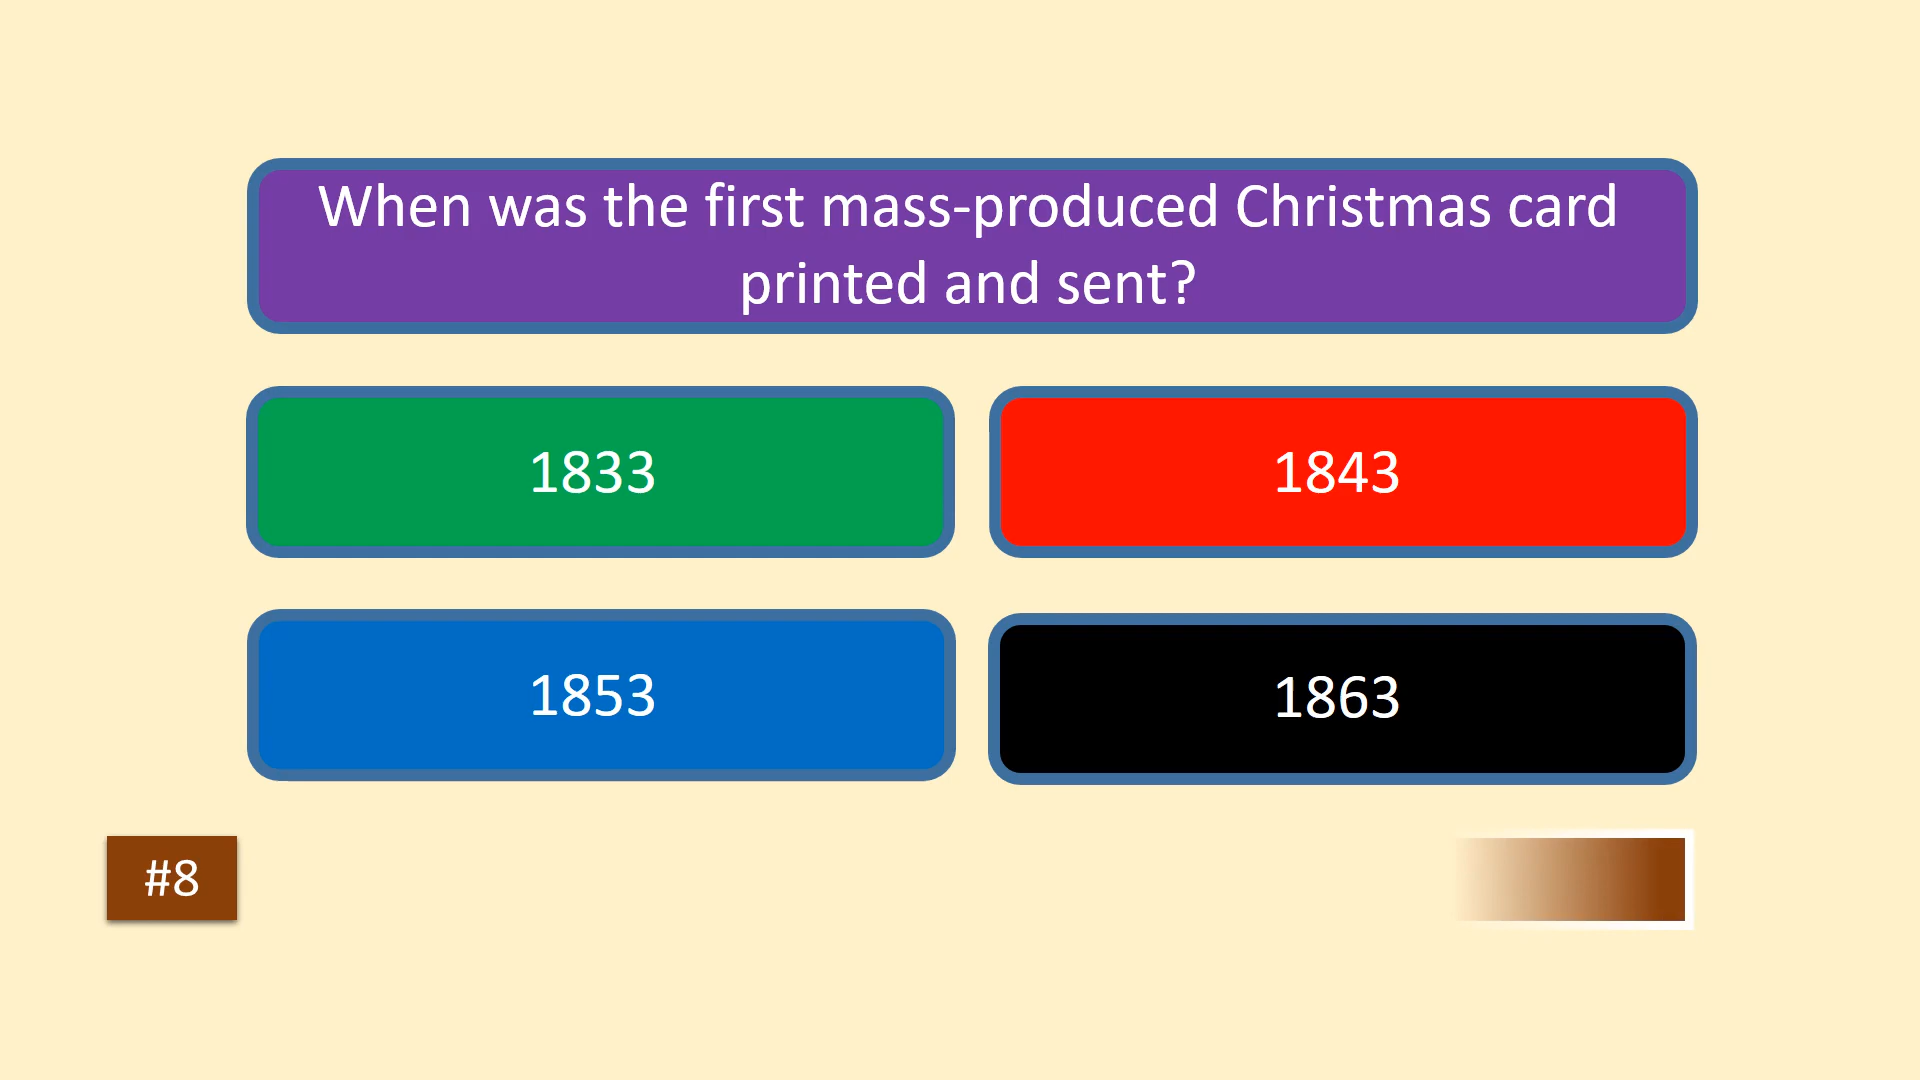 When was the first mass-produced Christmas card
printed and sent?
1833
1843
1853
1863
#8